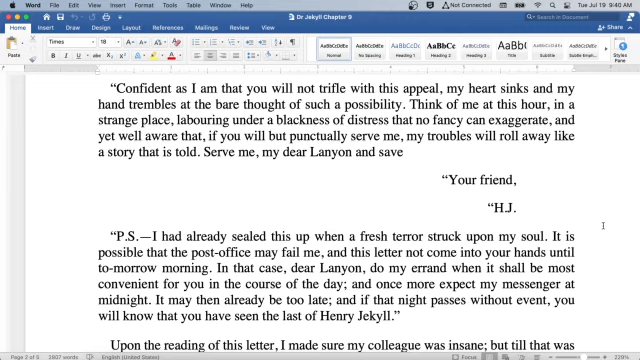 Word File Edit View Insert Format Tools Table Window Help Not Connected Tue Jul 19 9:40 AM
Dr Jekyll Chapter 9 Search in Document
Home Insert Design Layout References Mailings Review View Share
Paste Times 18
AaBbCcDdEe AaBbCcDdEe AaBbCcDc AaBbCc AaBbCcDdEe AaBbC AaBbCcDdEe AaBbCcDdEe
Normal No Spacing Heading 1 Heading 2 Heading 3 Title Subtitle Subtle Emph... Styles Pane
“Confident as I am that you will not trifle with this appeal, my heart sinks and my
hand trembles at the bare thought of such a possibility. Think of me at this hour, in a
strange place, labouring under a blackness of distress that no fancy can exaggerate, and
yet well aware that, if you will but punctually serve me, my troubles will roll away like
a story that is told. Serve me, my dear Lanyon and save
“Your friend,
“H.J.
“P.S.—I had already sealed this up when a fresh terror struck upon my soul. It is
possible that the post-office may fail me, and this letter not come into your hands until
to-morrow morning. In that case, dear Lanyon, do my errand when it shall be most
convenient for you in the course of the day; and once more expect my messenger at
midnight. It may then already be too late; and if that night passes without event, you
will know that you have seen the last of Henry Jekyll.”
Upon the reading of this letter, I made sure my colleague was insane; but till that was
Page 2 of 5 2807 words English (United States) Focus 229%